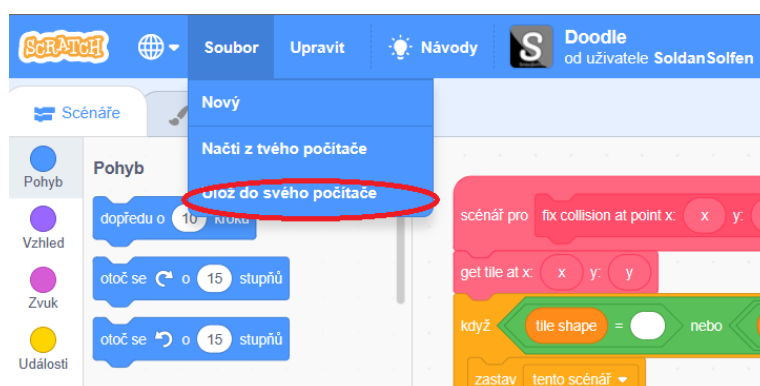 SCRATCH Soubor Upravit Návody S Doodle
od uživatele SoldanSolfen
Scénáře
Nový
Načti z tvého počítače
Ulož do svého počítače
Pohyb
Vzhled
Zvuk
Události
Pohyb
dopředu o 10 kroků
otoč se o 15 stupňů
otoč se o 15 stupňů
scénář pro fix collision at point x: x y:
get tile at x: x y: y
když tile shape = nebo
zastav tento scénář